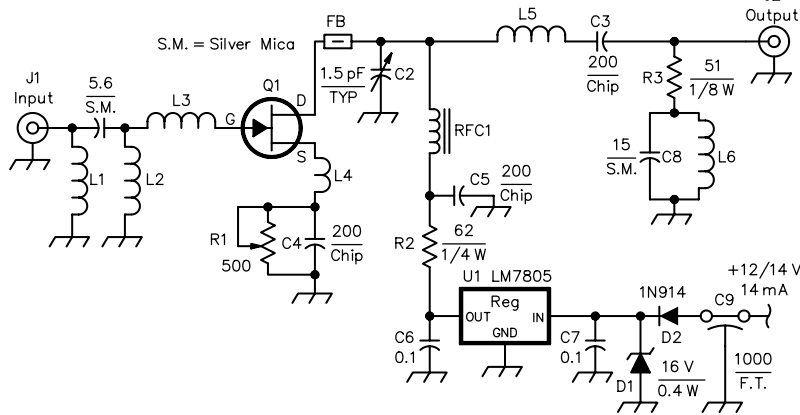 Output
FB
L5
C3
S.M. = Silver Mica
1.5 pF
TYP
C2
200
Chip
R3
51
1/8 W
J1
Input
5.6
S.M.
L3
Q1
D
G
S
RFC1
15
S.M.
C8
L6
L1
L2
L4
C5
200
Chip
R1
500
C4
200
Chip
R2
62
1/4 W
U1 LM7805
Reg
OUT
IN
GND
1N914
D2
C9
+12/14 V
14 mA
C6
0.1
C7
0.1
D1
16 V
0.4 W
1000
F.T.